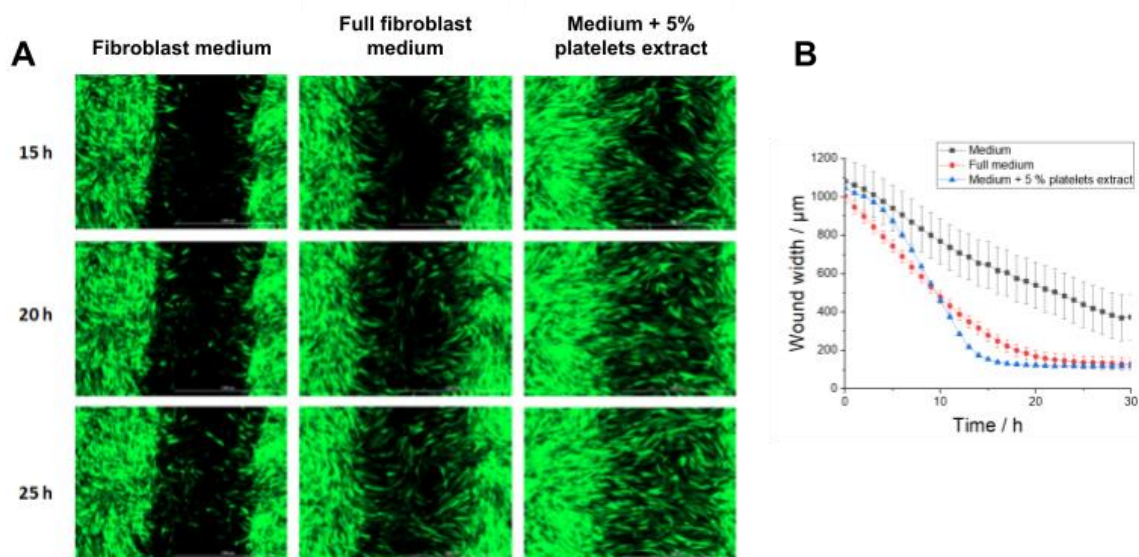 A
Fibroblast medium
Full fibroblast
medium
Medium + 5%
platelets extract
15 h
20 h
25 h
B
Medium
Full medium
Medium + 5 % platelets extract
1200
1000
800
600
400
200
0
Wound width / µm
0 10 20 30
Time / h